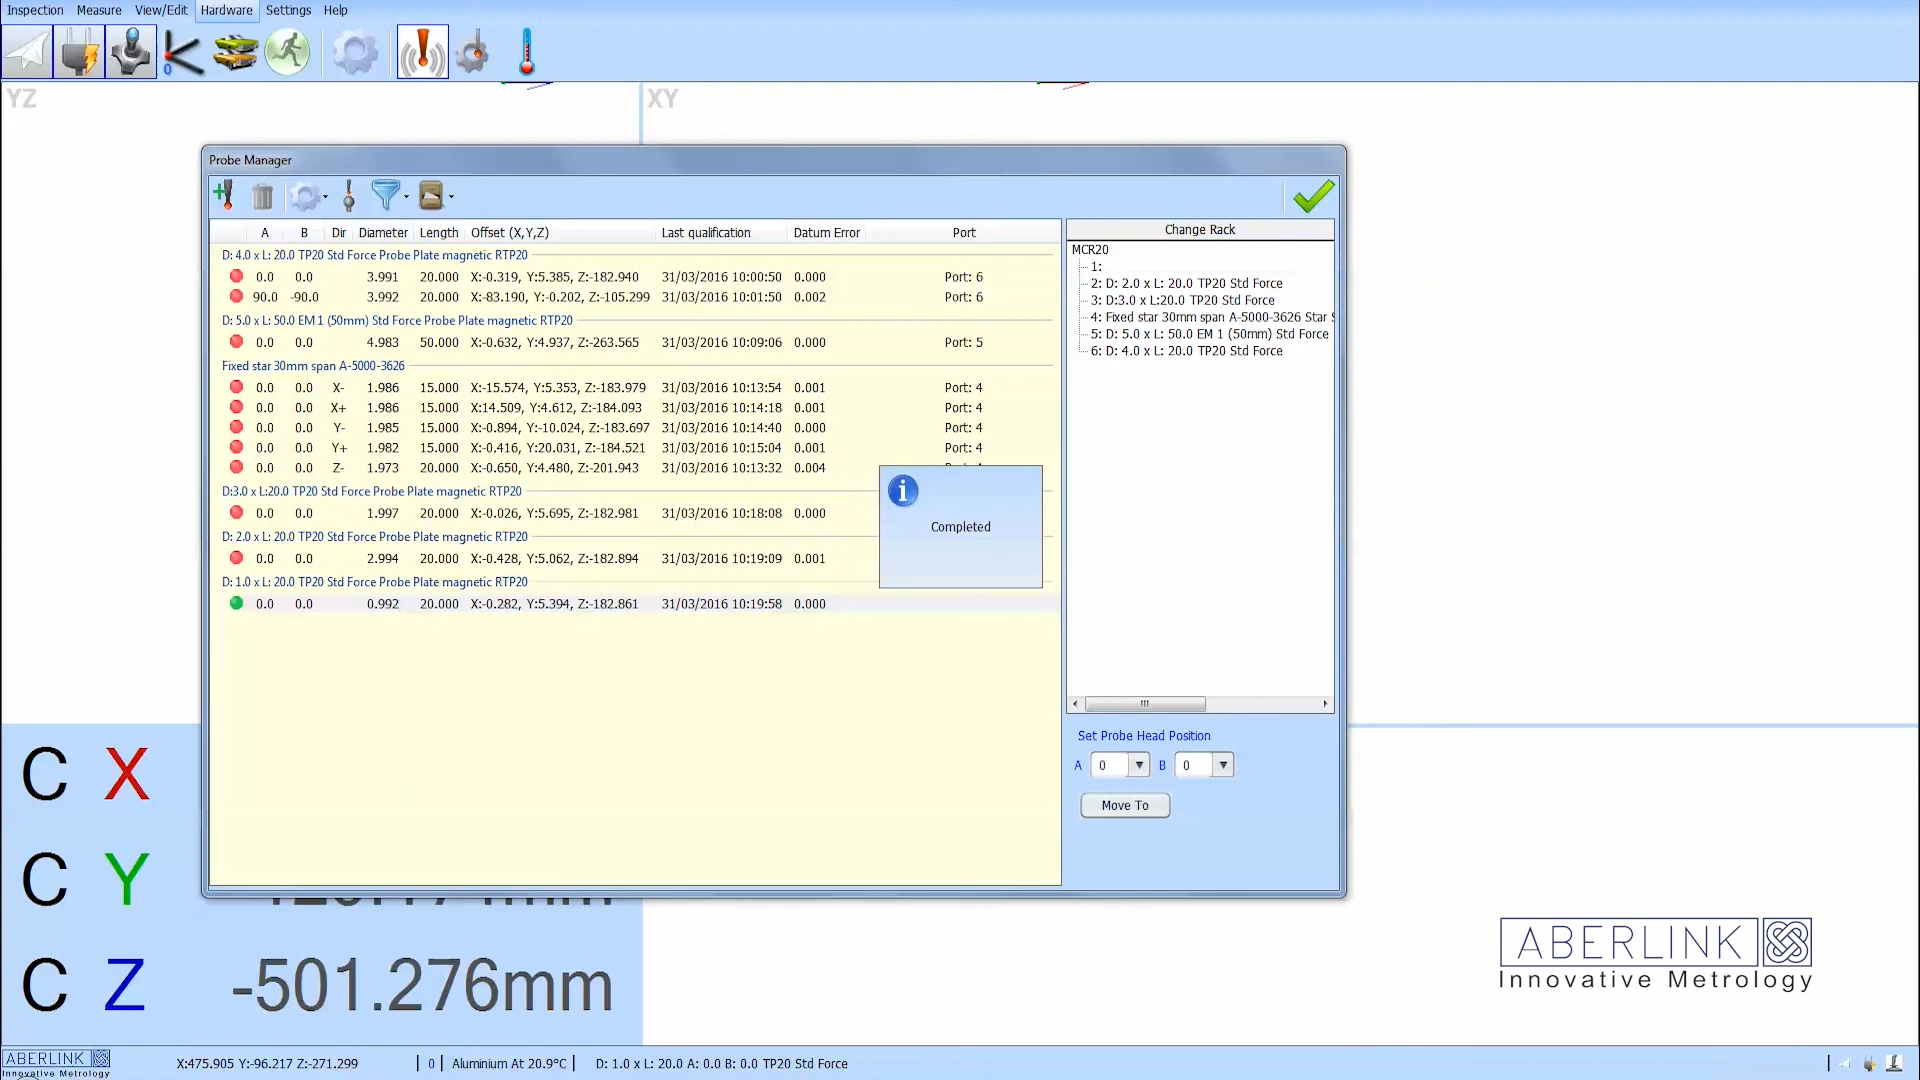 Inspection Measure View/Edit Hardware Settings Help
0
YZ
XY
Probe Manager
A B Dir Diameter Length Offset (X,Y,Z) Last qualification Datum Error Port
D: 4.0 x L: 20.0 TP20 Std Force Probe Plate magnetic RTP20
0.0 0.0 3.991 20.000 X:-0.319, Y:5.385, Z:-182.940 31/03/2016 10:00:50 0.000 Port: 6
90.0 -90.0 3.992 20.000 X:-83.190, Y:-0.202, Z:-105.299 31/03/2016 10:01:50 0.002 Port: 6
D: 5.0 x L: 50.0 EM 1 (50mm) Std Force Probe Plate magnetic RTP20
0.0 0.0 4.983 50.000 X:-0.632, Y:4.937, Z:-263.565 31/03/2016 10:09:06 0.000 Port: 5
Fixed star 30mm span A-5000-3626
0.0 0.0 X- 1.986 15.000 X:-15.574, Y:5.353, Z:-183.979 31/03/2016 10:13:54 0.001 Port: 4
0.0 0.0 X+ 1.986 15.000 X:14.509, Y:4.612, Z:-184.093 31/03/2016 10:14:18 0.001 Port: 4
0.0 0.0 Y- 1.985 15.000 X:-0.894, Y:-10.024, Z:-183.697 31/03/2016 10:14:40 0.000 Port: 4
0.0 0.0 Y+ 1.982 15.000 X:-0.416, Y:20.031, Z:-184.521 31/03/2016 10:15:04 0.001 Port: 4
0.0 0.0 Z- 1.973 20.000 X:-0.650, Y:4.480, Z:-201.943 31/03/2016 10:13:32 0.004
D:3.0 x L:20.0 TP20 Std Force Probe Plate magnetic RTP20
0.0 0.0 1.997 20.000 X:-0.026, Y:5.695, Z:-182.981 31/03/2016 10:18:08 0.000
D: 2.0 x L: 20.0 TP20 Std Force Probe Plate magnetic RTP20
0.0 0.0 2.994 20.000 X:-0.428, Y:5.062, Z:-182.894 31/03/2016 10:19:09 0.001
D: 1.0 x L: 20.0 TP20 Std Force Probe Plate magnetic RTP20
0.0 0.0 0.992 20.000 X:-0.282, Y:5.394, Z:-182.861 31/03/2016 10:19:58 0.000
Completed
Change Rack
MCR20
1:
2: D: 2.0 x L: 20.0 TP20 Std Force
3: D:3.0 x L:20.0 TP20 Std Force
4: Fixed star 30mm span A-5000-3626 Star
5: D: 5.0 x L: 50.0 EM 1 (50mm) Std Force
6: D: 4.0 x L: 20.0 TP20 Std Force
Set Probe Head Position
A 0 B 0
Move To
C X
C Y
C Z -501.276mm
ABERLINK
Innovative Metrology
ABERLINK
Innovative Metrology
X:475.905 Y:-96.217 Z:-271.299 0 Aluminium At 20.9°C D: 1.0 x L: 20.0 A: 0.0 B: 0.0 TP20 Std Force